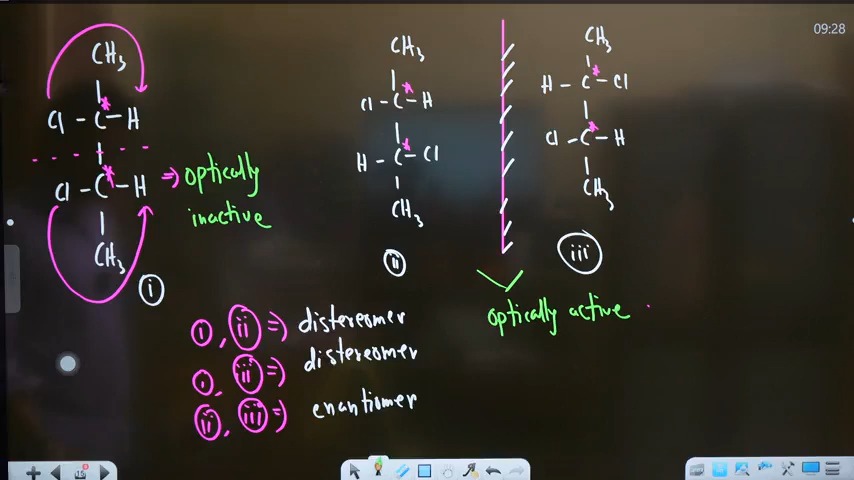 09:28
CH3
Cl - C* - H
Cl - C* - H
CH3
i
=> optically
inactive
CH3
Cl - C* - H
H - C* - Cl
CH3
ii
CH3
H - C* - Cl
Cl - C* - H
CH3
iii
optically active
i, ii => distereomer
i, iii => distereomer
ii, iii => enantiomer
15